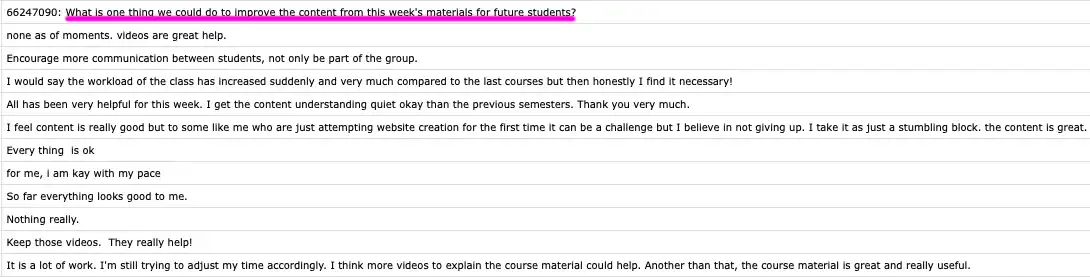 66247090: What is one thing we could do to improve the content from this week's materials for future students?
none as of moments. videos are great help.
Encourage more communication between students, not only be part of the group.
I would say the workload of the class has increased suddenly and very much compared to the last courses but then honestly I find it necessary!
All has been very helpful for this week. I get the content understanding quiet okay than the previous semesters. Thank you very much.
I feel content is really good but to some like me who are just attempting website creation for the first time it can be a challenge but I believe in not giving up. I take it as just a stumbling block. the content is great.
Every thing  is ok
for me, i am kay with my pace
So far everything looks good to me.
Nothing really.
Keep those videos.  They really help!
It is a lot of work. I'm still trying to adjust my time accordingly. I think more videos to explain the course material could help. Another than that, the course material is great and really useful.